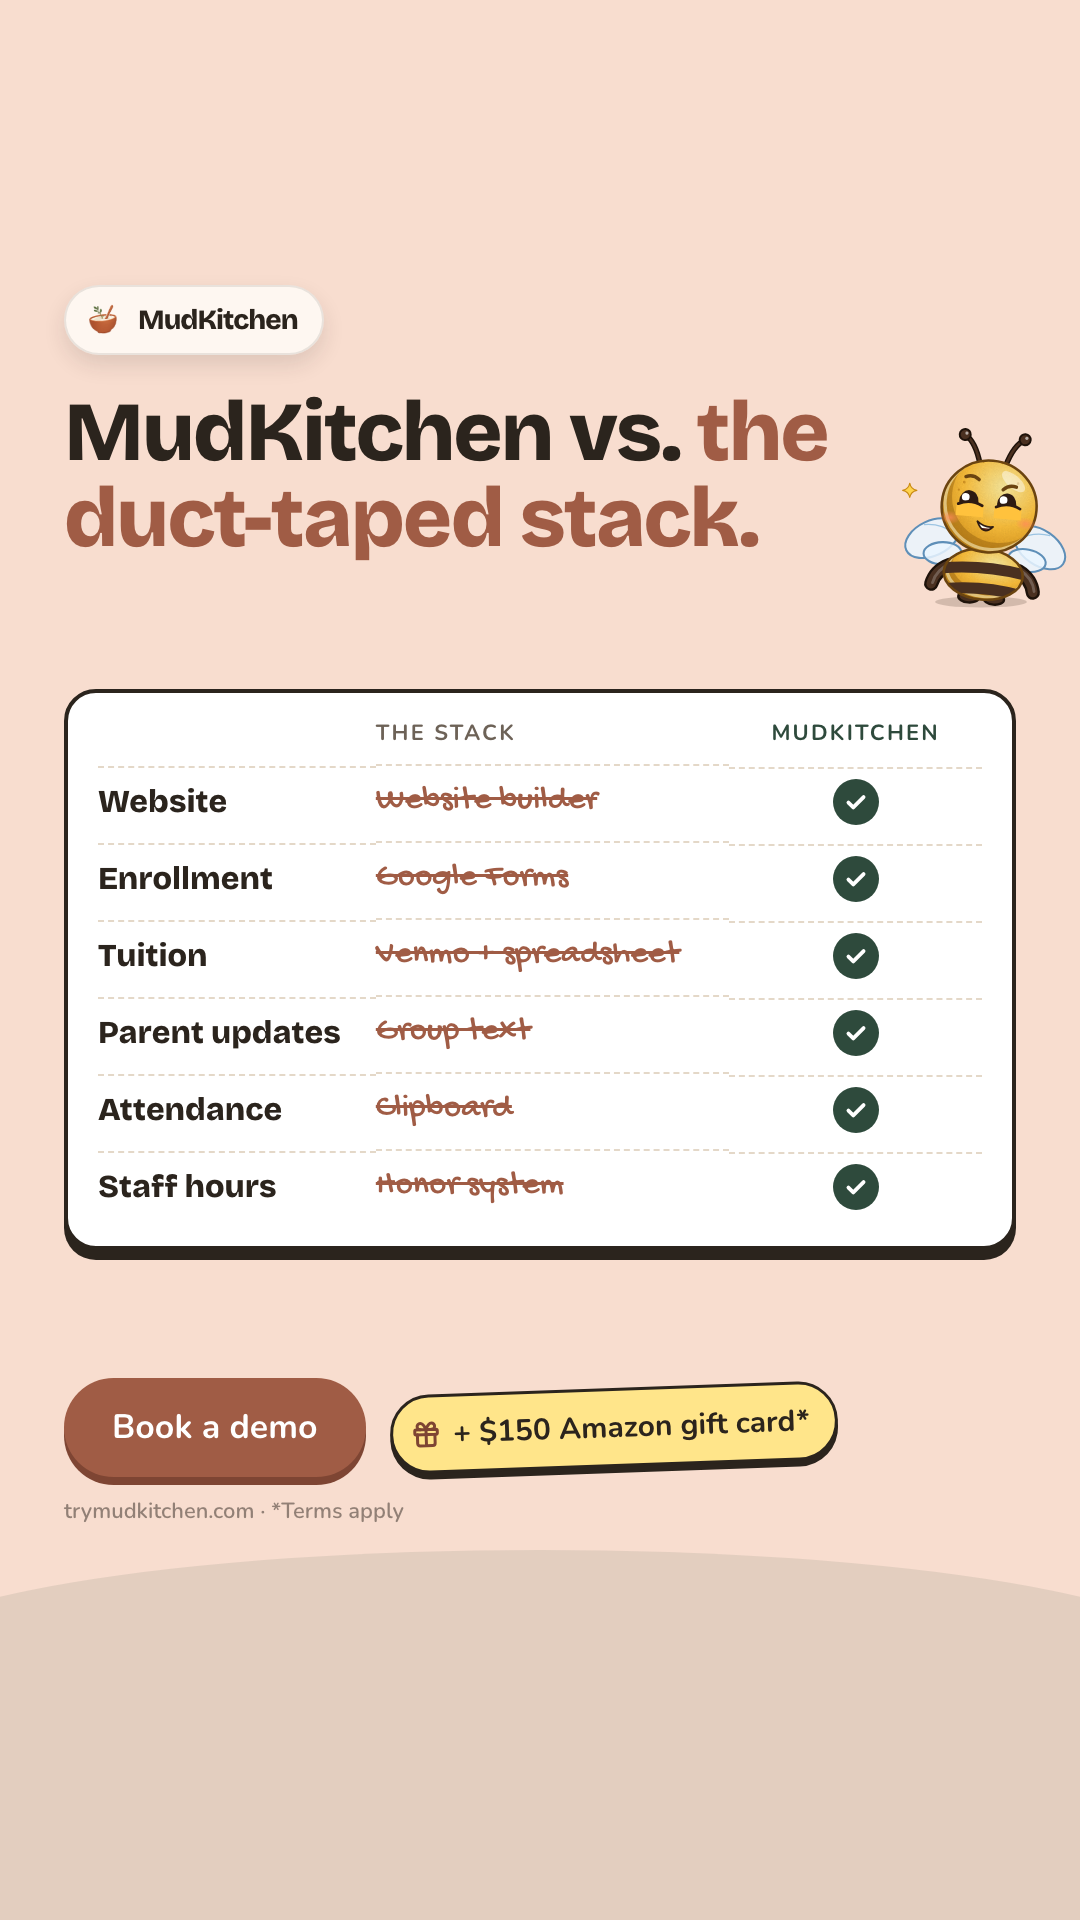 MudKitchen
MudKitchen vs. the
duct-taped stack.
THE STACK MUDKITCHEN
Website Website builder
Enrollment Google Forms
Tuition Venmo + spreadsheet
Parent updates Group text
Attendance Clipboard
Staff hours Honor system
Book a demo
+ $150 Amazon gift card*
trymudkitchen.com · *Terms apply